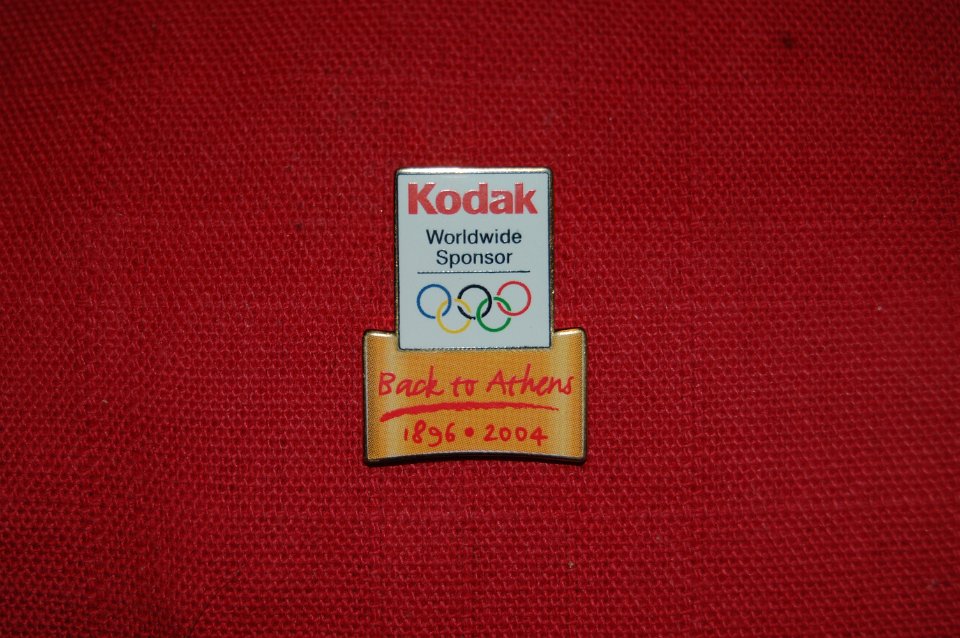 Kodak
Worldwide
Sponsor
Back to Athens
1896 • 2004